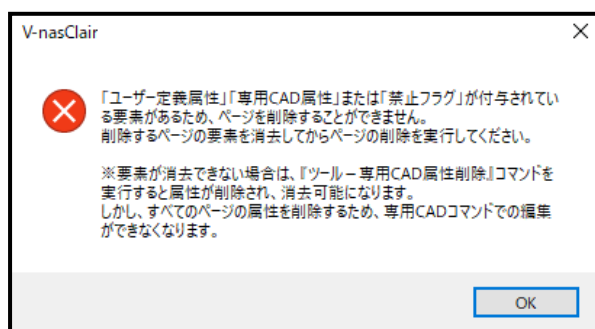 V-nasClair
「ユーザー定義属性」「専用CAD属性」または「禁止フラグ」が付与されてい
る要素があるため、ページを削除することができません。
削除するページの要素を消去してからページの削除を実行してください。
※要素が消去できない場合は、『ツール－専用CAD属性削除』コマンドを
実行すると属性が削除され、消去可能になります。
しかし、すべてのページの属性を削除するため、専用CADコマンドでの編集
ができなくなります。
OK